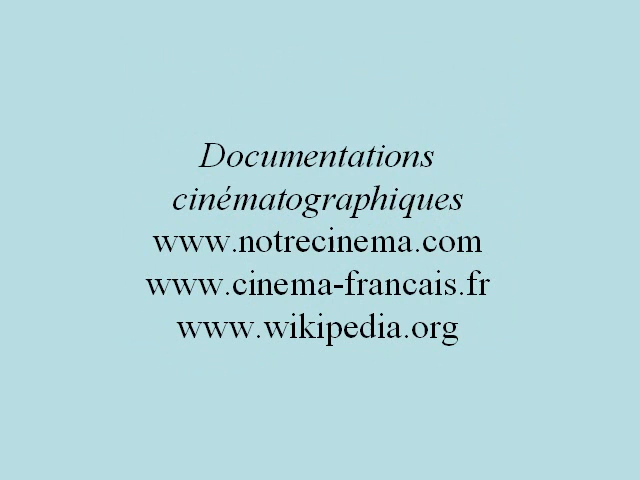 Documentations
cinématographiques
www.notrecinema.com
www.cinema-francais.fr
www.wikipedia.org